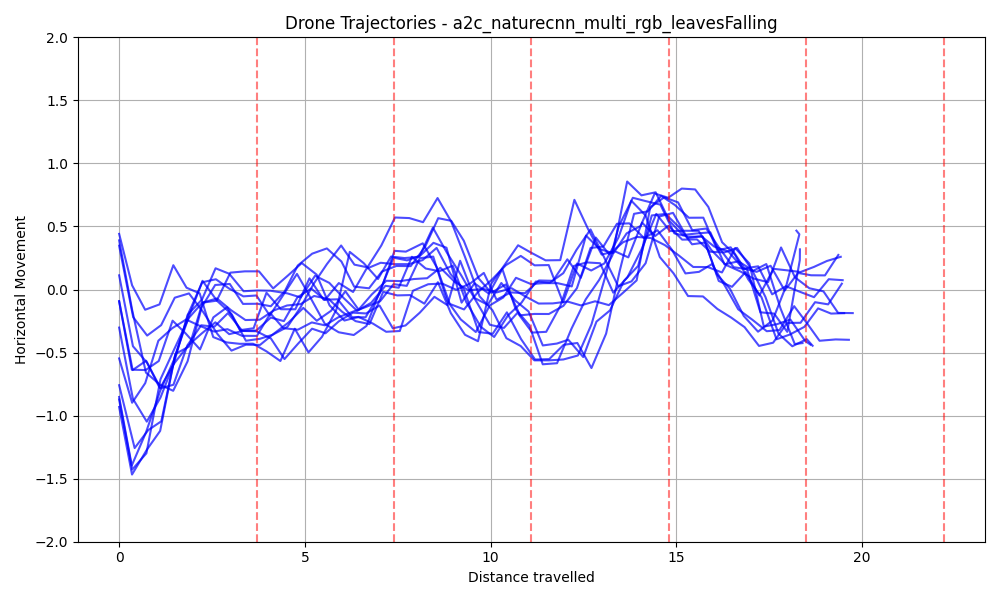 Drone Trajectories - a2c_naturecnn_multi_rgb_leavesFalling
2.0
1.5
1.0
0.5
0.0
−0.5
−1.0
−1.5
−2.0
Horizontal Movement
0 5 10 15 20
Distance travelled